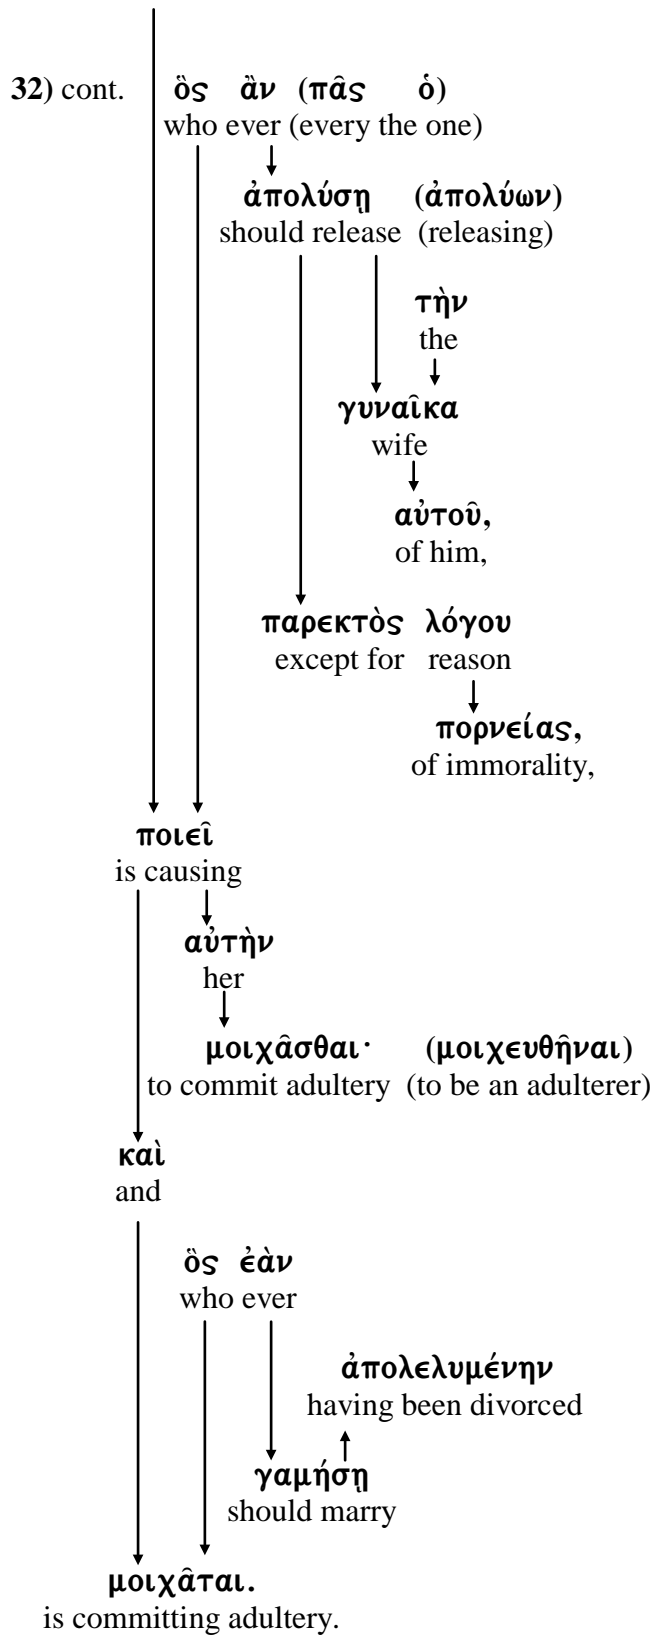 32) cont. ὃς ἂν (πᾶς ὁ)
who ever (every the one)
ἀπολύσῃ (ἀπολύων)
should release (releasing)
τὴν
the
γυναῖκα
wife
αὐτοῦ,
of him,
παρεκτὸς λόγου
except for reason
πορνείας,
of immorality,
ποιεῖ
is causing
αὐτὴν
her
μοιχᾶσθαι· (μοιχευθῆναι)
to commit adultery (to be an adulterer)
καὶ
and
ὃς ἐὰν
who ever
ἀπολελυμένην
having been divorced
γαμήσῃ
should marry
μοιχᾶται.
is committing adultery.